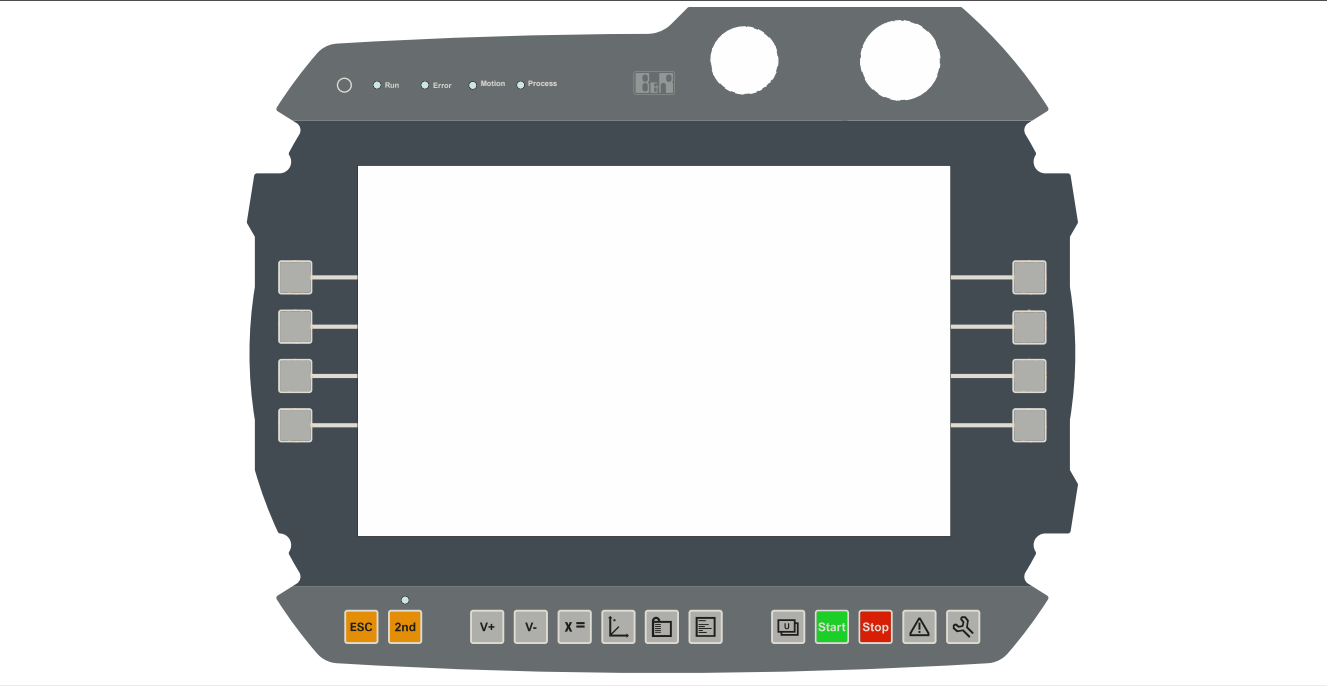 Run Error Motion Process
B&R
ESC 2nd V+ V- X = U Start Stop